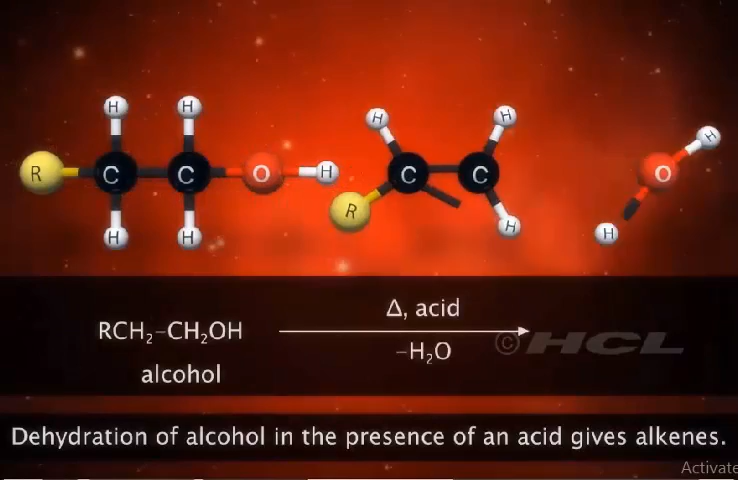 H H H H
R C C O H C C O
R
H H H H
Δ, acid
RCH₂–CH₂OH
–H₂O
© HCL
alcohol
Dehydration of alcohol in the presence of an acid gives alkenes.
Activate